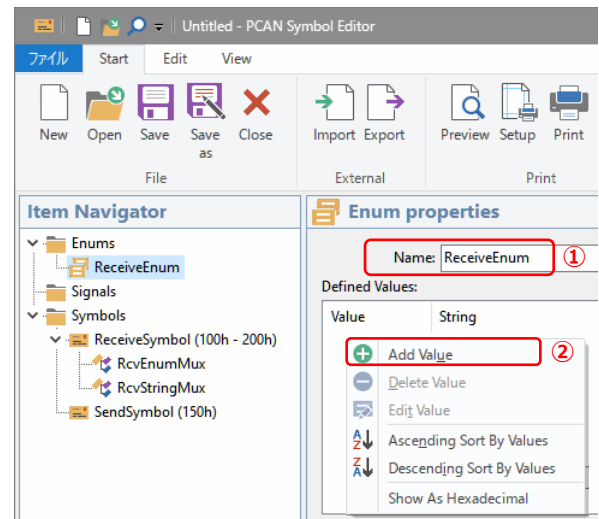 Untitled - PCAN Symbol Editor
ファイル Start Edit View
New Open Save Save as Close Import Export Preview Setup Print
File External Print
Item Navigator
Enums
ReceiveEnum
Signals
Symbols
ReceiveSymbol (100h - 200h)
RcvEnumMux
RcvStringMux
SendSymbol (150h)
Enum properties
Name: ReceiveEnum ①
Defined Values:
Value String
Add Value ②
Delete Value
Edit Value
Ascending Sort By Values
Descending Sort By Values
Show As Hexadecimal